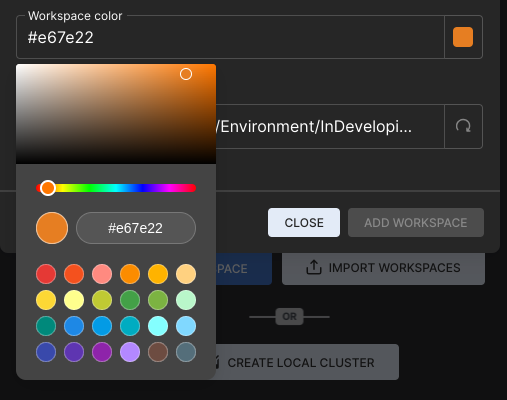 Workspace color
#e67e22
/Environment/InDevelopi...
#e67e22
CLOSE
ADD WORKSPACE
PACE
IMPORT WORKSPACES
OR
CREATE LOCAL CLUSTER